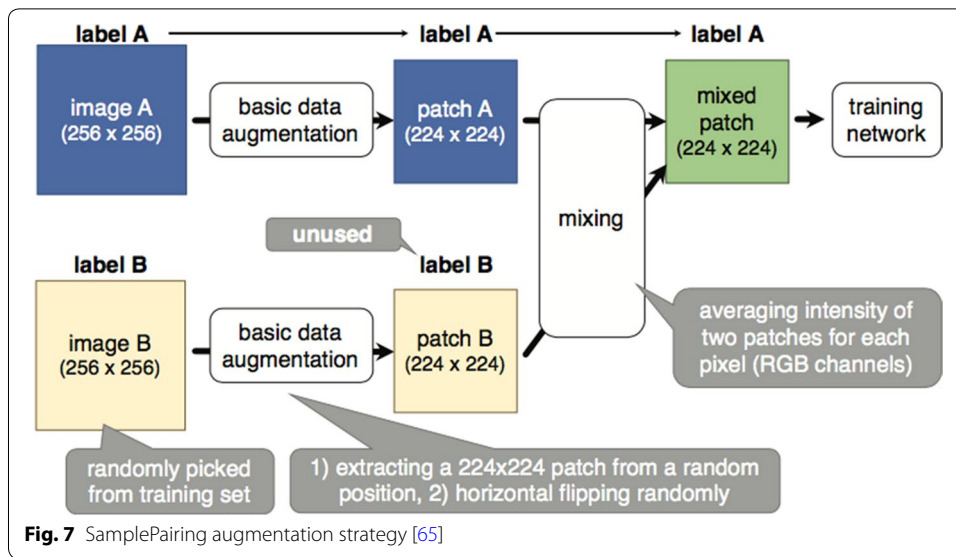 label A
label A
label A
image A
(256 x 256)
basic data
augmentation
patch A
(224 x 224)
mixed
patch
(224 x 224)
training
network
mixing
unused
label B
label B
image B
(256 x 256)
basic data
augmentation
patch B
(224 x 224)
averaging intensity of
two patches for each
pixel (RGB channels)
randomly picked
from training set
1) extracting a 224x224 patch from a random
position, 2) horizontal flipping randomly
Fig. 7 SamplePairing augmentation strategy [65]